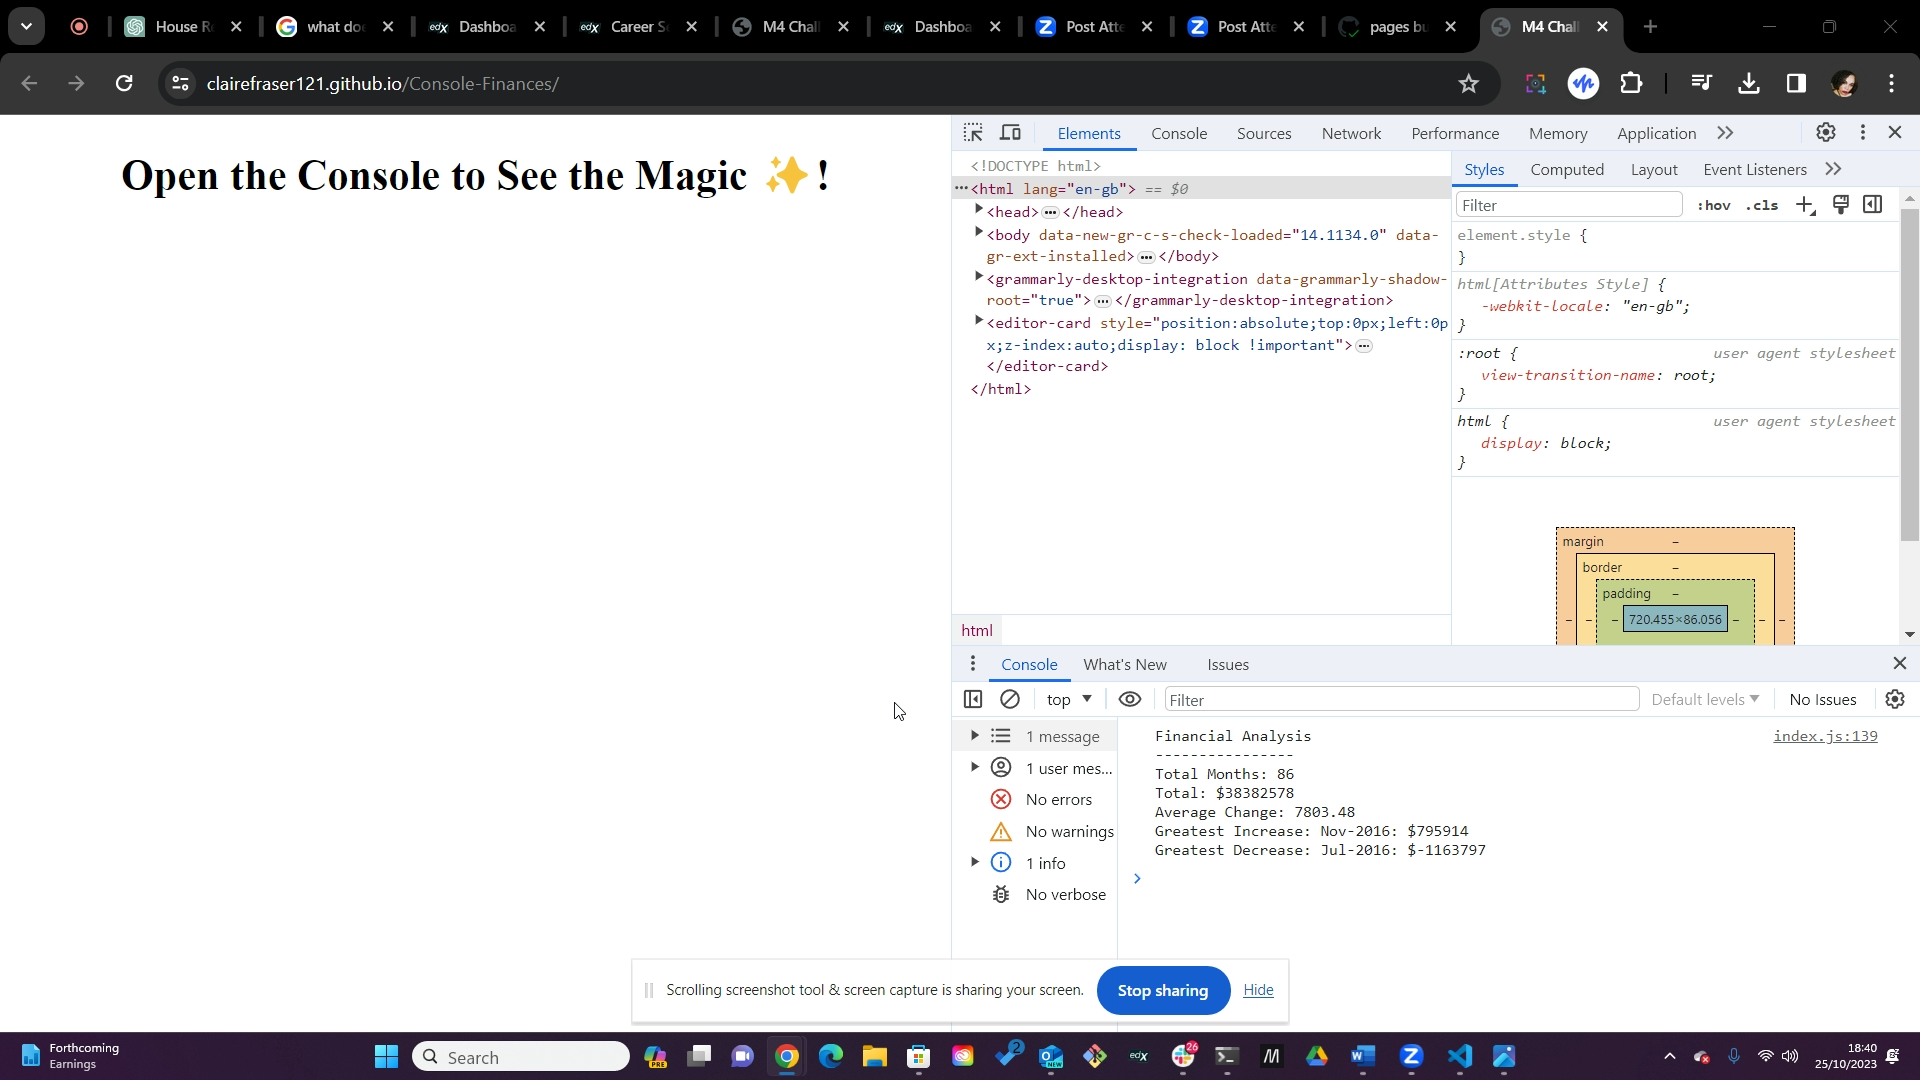 House R
what doe
edx Dashboa
edx Career Se
M4 Chall
edx Dashboa
Post Atte
Post Atte
pages bu
M4 Chall
clairefraser121.github.io/Console-Finances/
Open the Console to See the Magic ✨!
Elements Console Sources Network Performance Memory Application
<!DOCTYPE html>
<html lang="en-gb"> == $0
<head> </head>
<body data-new-gr-c-s-check-loaded="14.1134.0" data-
gr-ext-installed> </body>
<grammarly-desktop-integration data-grammarly-shadow-
root="true"> </grammarly-desktop-integration>
<editor-card style="position:absolute;top:0px;left:0p
x;z-index:auto;display: block !important">
</editor-card>
</html>
html
Styles Computed Layout Event Listeners
Filter :hov .cls
element.style {
}
html[Attributes Style] {
-webkit-locale: "en-gb";
}
:root { user agent stylesheet
view-transition-name: root;
}
html { user agent stylesheet
display: block;
}
margin –
border –
padding –
– – – 720.455×86.056 – – –
Console What's New Issues
top Filter Default levels No Issues
1 message
1 user mes...
No errors
No warnings
1 info
No verbose
Financial Analysis index.js:139
----------------
Total Months: 86
Total: $38382578
Average Change: 7803.48
Greatest Increase: Nov-2016: $795914
Greatest Decrease: Jul-2016: $-1163797
Scrolling screenshot tool & screen capture is sharing your screen. Stop sharing Hide
Forthcoming
Earnings
Search
PRE
2
NEW
edx
26
18:40
25/10/2023